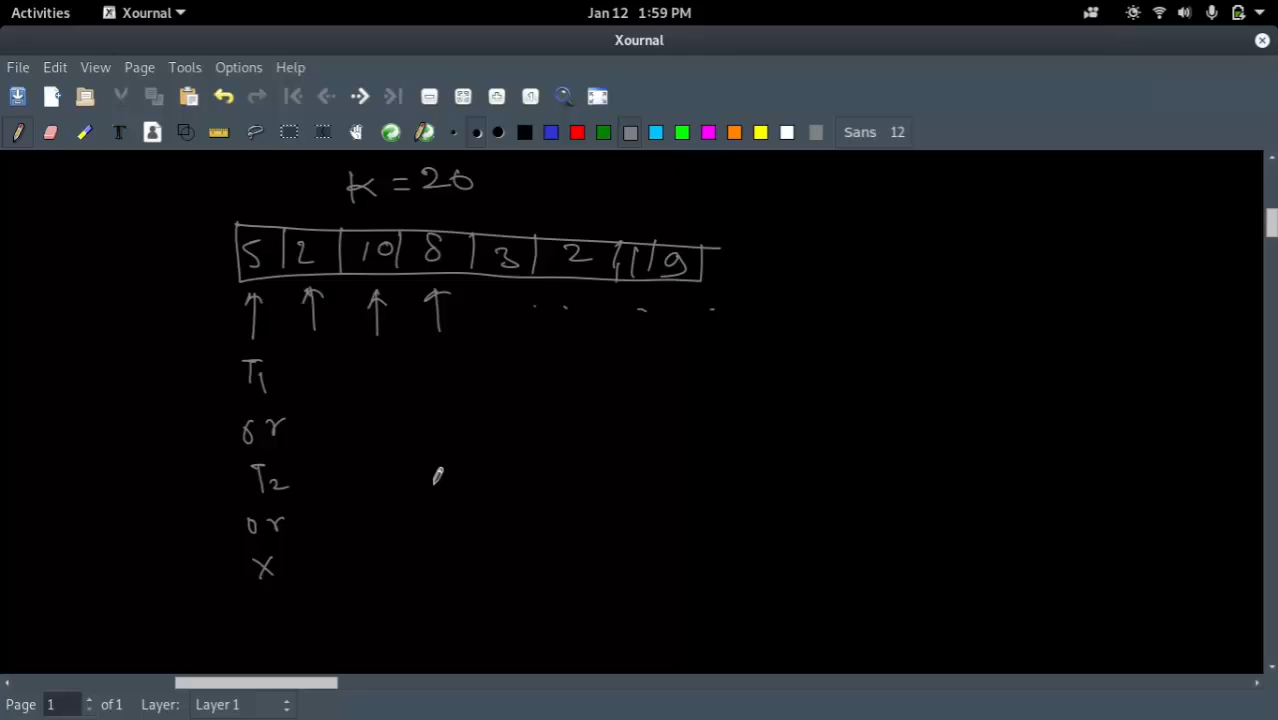 Activities Xournal Jan 12 1:59 PM
Xournal
File Edit View Page Tools Options Help
Sans 12
K = 20
5 2 10 8 3 2 11 9
T1
or
T2
or
X
Page 1 of 1 Layer: Layer 1